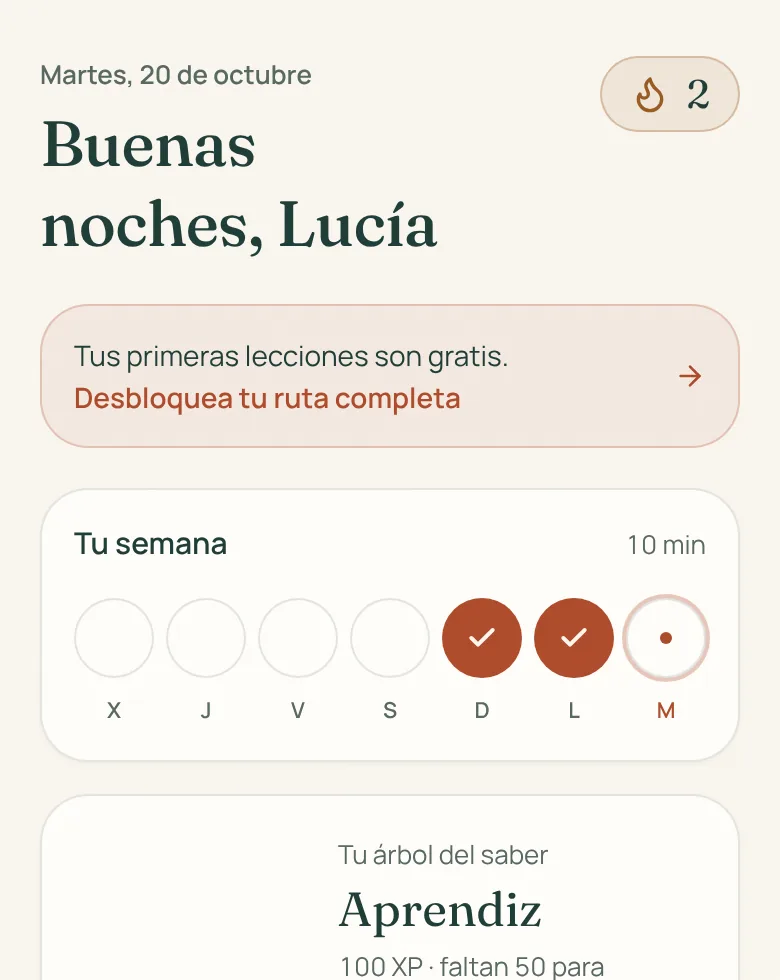 Martes, 20 de octubre
2
Buenas
noches, Lucía
Tus primeras lecciones son gratis.
Desbloquea tu ruta completa
Tu semana
10 min
X J V S D L M
Tu árbol del saber
Aprendiz
100 XP · faltan 50 para